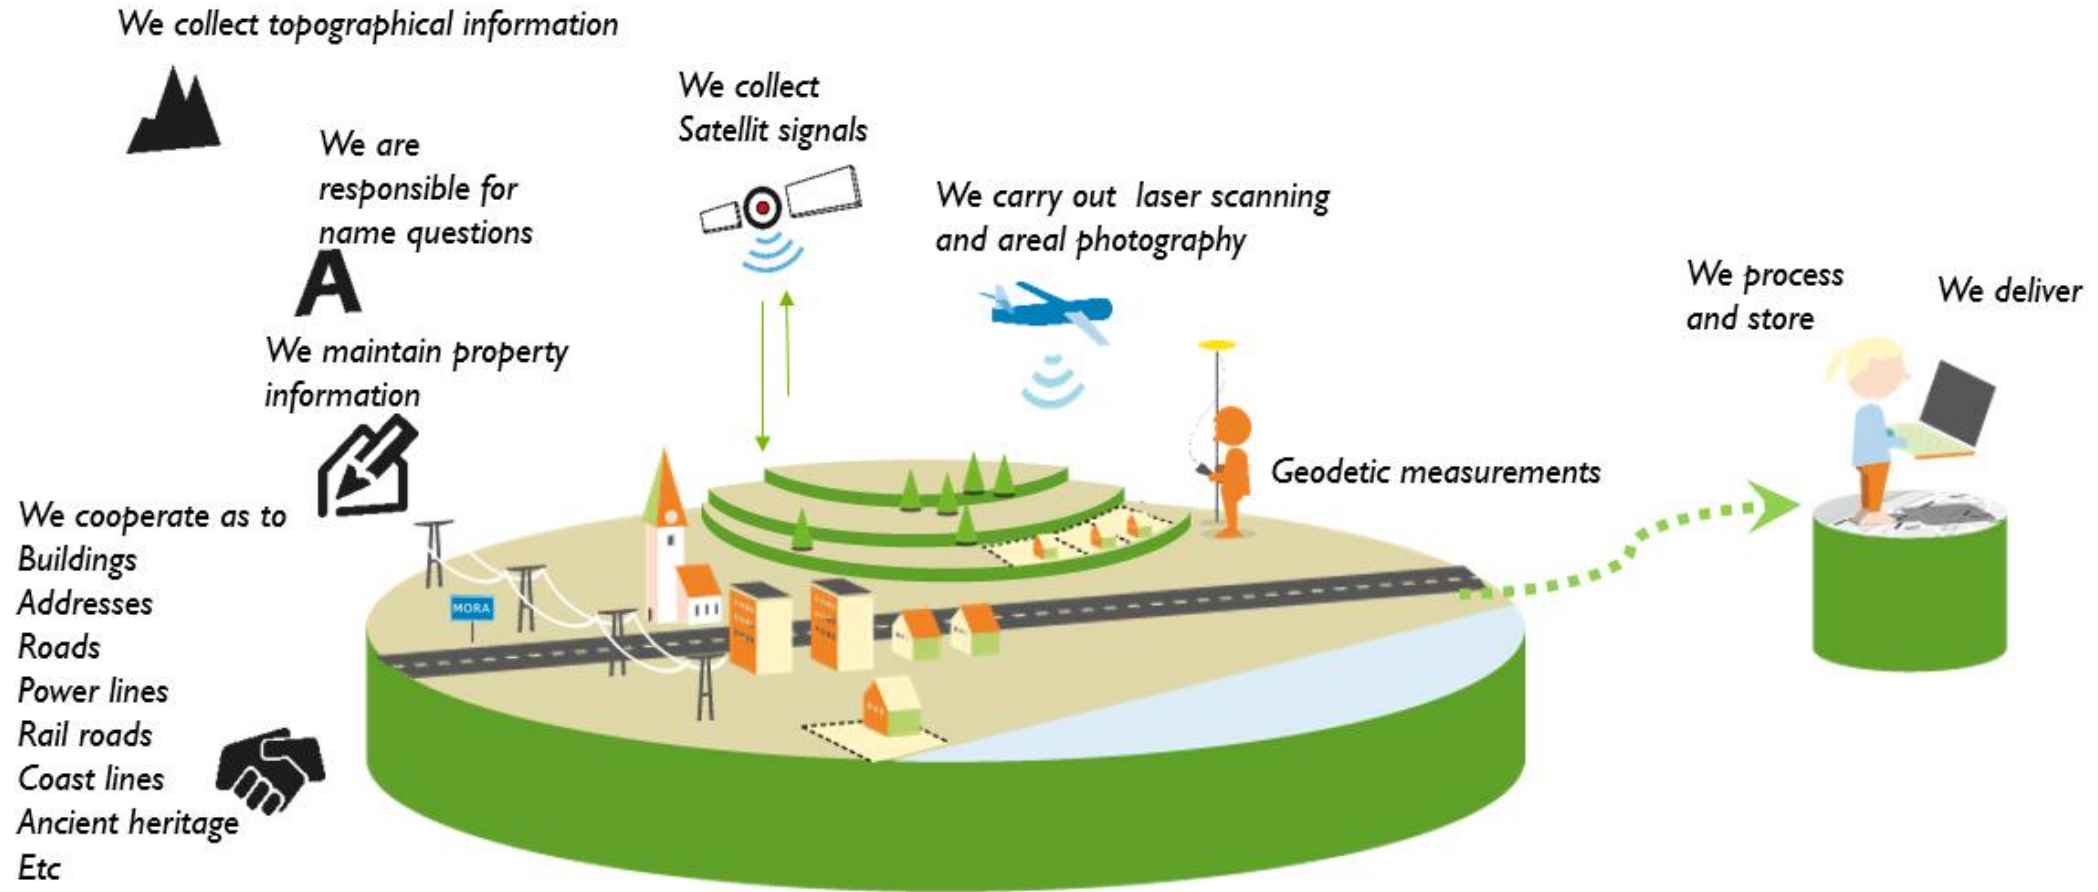 We collect topographical information
We collect
Satellit signals
We are
responsible for
name questions
A
We carry out laser scanning
and areal photography
We process
and store
We deliver
We maintain property
information
Geodetic measurements
We cooperate as to
Buildings
Addresses
Roads
Power lines
Rail roads
Coast lines
Ancient heritage
Etc
MORA